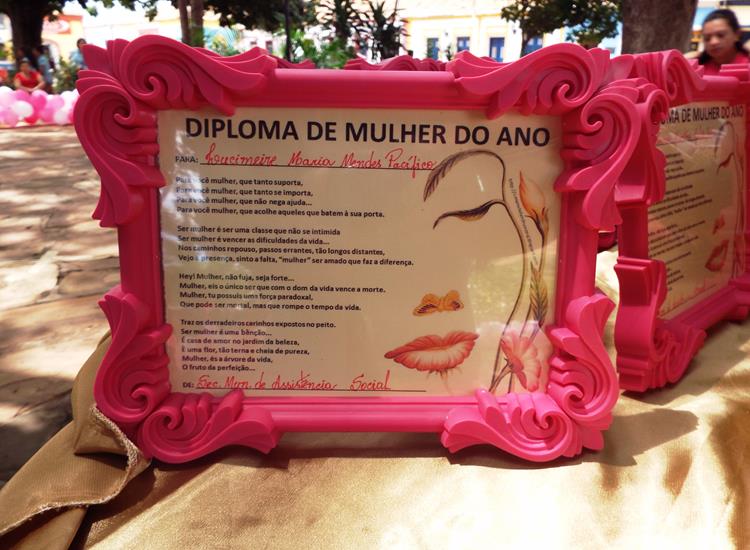 DIPLOMA DE MULHER DO ANO
PARA: Loucimeire Maria Mendes Pacífico
Para você mulher, que tanto suporta,
Para você mulher, que tanto se importa,
Para você mulher, que não nega ajuda...
Para você mulher, que acolhe aqueles que batem à sua porta.
Ser mulher é ser uma classe que não se intimida
Ser mulher é vencer as dificuldades da vida...
Nos caminhos repouso, passos errantes, tão longos distantes,
Vejo a presença, sinto a falta, "mulher" ser amado que faz a diferença.
Hey! Mulher, não fuja, seja forte...
Mulher, eis o único ser que com o dom da vida vence a morte.
Mulher, tu possuis uma força paradoxal,
Que pode ser mortal, mas que rompe o tempo da vida.
Traz os derradeiros carinhos expostos no peito.
Ser mulher é uma bênção...
É casa de amor no jardim da beleza,
É uma flor, tão terna e cheia de pureza,
Mulher, és a árvore da vida,
O fruto da perfeição...
DE: Sec. Mun. de Assistência Social
DIPLOMA DE MULHER DO ANO